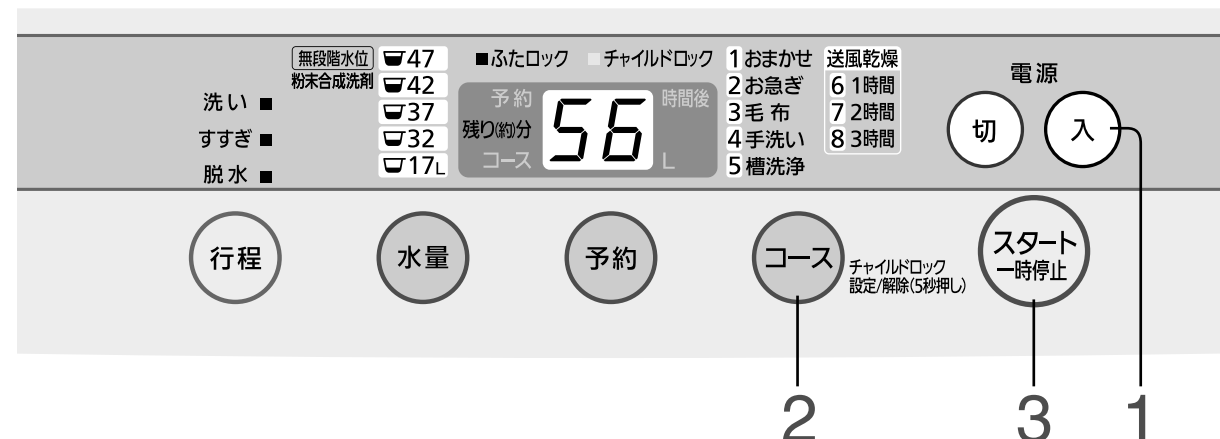 無段階水位
粉末合成洗剤
47
42
37
32
17L
洗い
すすぎ
脱水
ふたロック
チャイルドロック
予約
時間後
残り(約)分
56
コース
L
1 おまかせ
2 お急ぎ
3 毛布
4 手洗い
5 槽洗浄
送風乾燥
6 1時間
7 2時間
8 3時間
電源
切
入
行程
水量
予約
コース
チャイルドロック
設定/解除(5秒押し)
スタート
一時停止
2
3
1